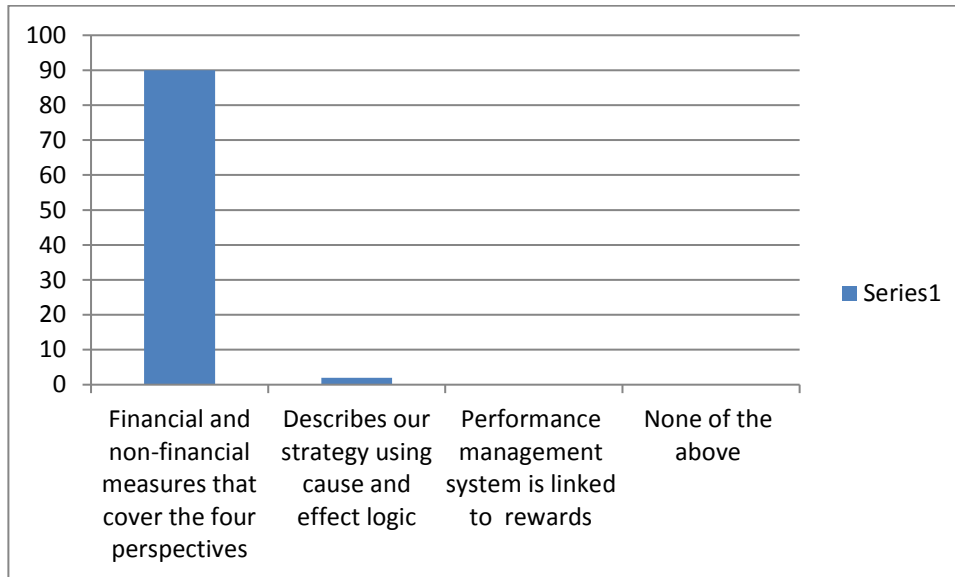 100
90
80
70
60
50
40
30
20
10
0
Financial and
non-financial
measures that
cover the four
perspectives
Describes our
strategy using
cause and
effect logic
Performance
management
system is linked
to rewards
None of the
above
Series1